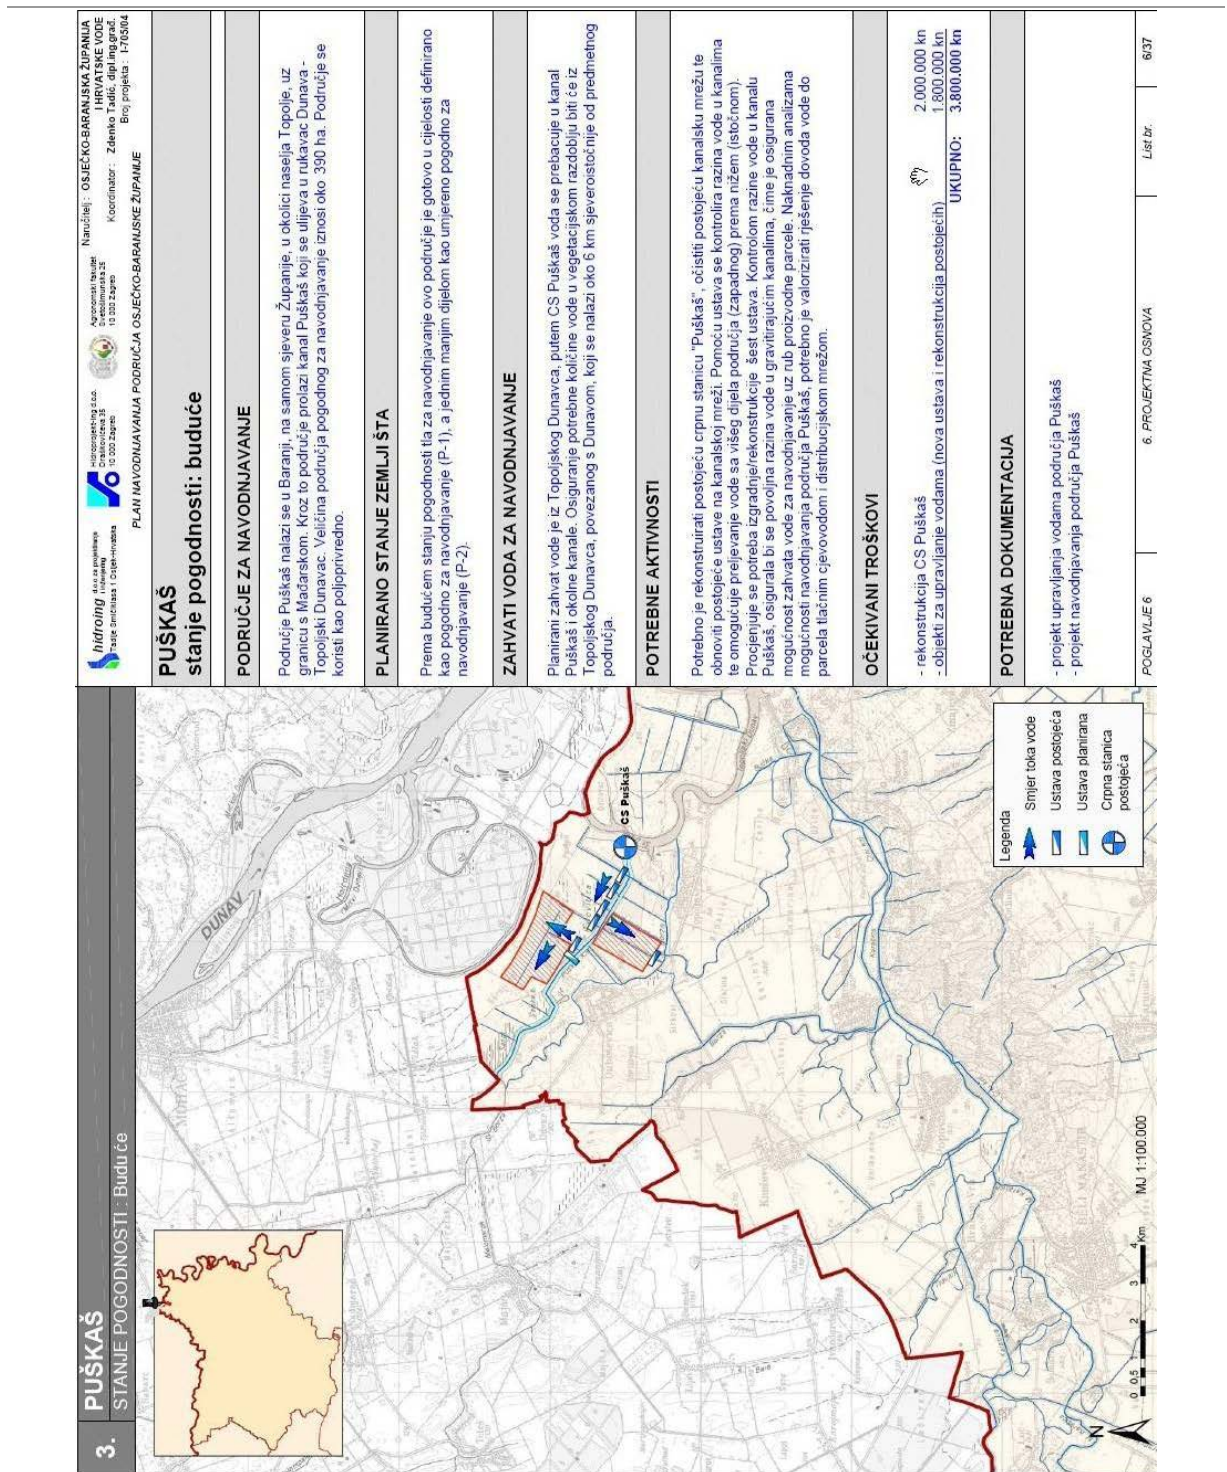 3. PUŠKAŠ
STANJE POGODNOSTI : Buduće
DUNAV
CS Puškaš
Legenda
Smjer toka vode
Ustava postojeća
Ustava planirana
Crpna stanica
postojeća
N
0 0,5 1 2 3 4 Km
MJ 1:100.000
hidroing d.o.o. za projektiranje
i inženjering
Tadije Smičiklasa 1 Osijek-Hrvatska
Hidroprojekt-ing d.o.o.
Draškovićeva 35
10 000 Zagreb
Agronomski fakultet
Svetošimunska 25
10 000 Zagreb
Naručitelj : OSJEČKO-BARANJSKA ŽUPANIJA
I HRVATSKE VODE
Koordinator : Zdenko Tadić, dipl.ing.građ.
Broj projekta : I-705/04
PLAN NAVODNJAVANJA PODRUČJA OSJEČKO-BARANJSKE ŽUPANIJE
PUŠKAŠ
stanje pogodnosti: buduće
PODRUČJE ZA NAVODNJAVANJE
Područje Puškaš nalazi se u Baranji, na samom sjeveru Županije, u okolici naselja Topolje, uz
granicu s Mađarskom. Kroz to područje prolazi kanal Puškaš koji se ulijeva u rukavac Dunava -
Topoljski Dunavac. Veličina područja pogodnog za navodnjavanje iznosi oko 390 ha. Područje se
koristi kao poljoprivredno.
PLANIRANO STANJE ZEMLJI ŠTA
Prema budućem stanju pogodnosti tla za navodnjavanje ovo područje je gotovo u cijelosti definirano
kao pogodno za navodnjavanje (P-1), a jednim manjim dijelom kao umjereno pogodno za
navodnjavanje (P-2).
ZAHVATI VODA ZA NAVODNJAVANJE
Planirani zahvat vode je iz Topoljskog Dunavca, putem CS Puškaš voda se prebacuje u kanal
Puškaš i okolne kanale. Osiguranje potrebne količine vode u vegetacijskom razdoblju biti će iz
Topoljskog Dunavca, povezanog s Dunavom, koji se nalazi oko 6 km sjeveroistočnije od predmetnog
područja.
POTREBNE AKTIVNOSTI
Potrebno je rekonstruirati postojeću crpnu stanicu "Puškaš", očistiti postojeću kanalsku mrežu te
obnoviti postojeće ustave na kanalskoj mreži. Pomoću ustava se kontrolira razina vode u kanalima
te omogućuje preljevanje vode sa višeg dijela područja (zapadnog) prema nižem (istočnom).
Procjenjuje se potreba izgradnje/rekonstrukcije šest ustava. Kontrolom razine vode u kanalu
Puškaš, osigurala bi se povoljna razina vode u gravitirajućim kanalima, čime je osigurana
mogućnost zahvata vode za navodnjavanje uz rub proizvodne parcele. Naknadnim analizama
mogućnosti navodnjavanja područja Puškaš, potrebno je valorizirati rješenje dovoda vode do
parcela tlačnim cjevovodom i distribucijskom mrežom.
OČEKIVANI TROŠKOVI
- rekonstrukcija CS Puškaš 2.000.000 kn
- objekti za upravljanje vodama (nova ustava i rekonstrukcija postojećih) 1.800.000 kn
UKUPNO: 3.800.000 kn
POTREBNA DOKUMENTACIJA
- projekt upravljanja vodama područja Puškaš
- projekt navodnjavanja područja Puškaš
POGLAVLJE 6 6. PROJEKTNA OSNOVA List br. 6/37